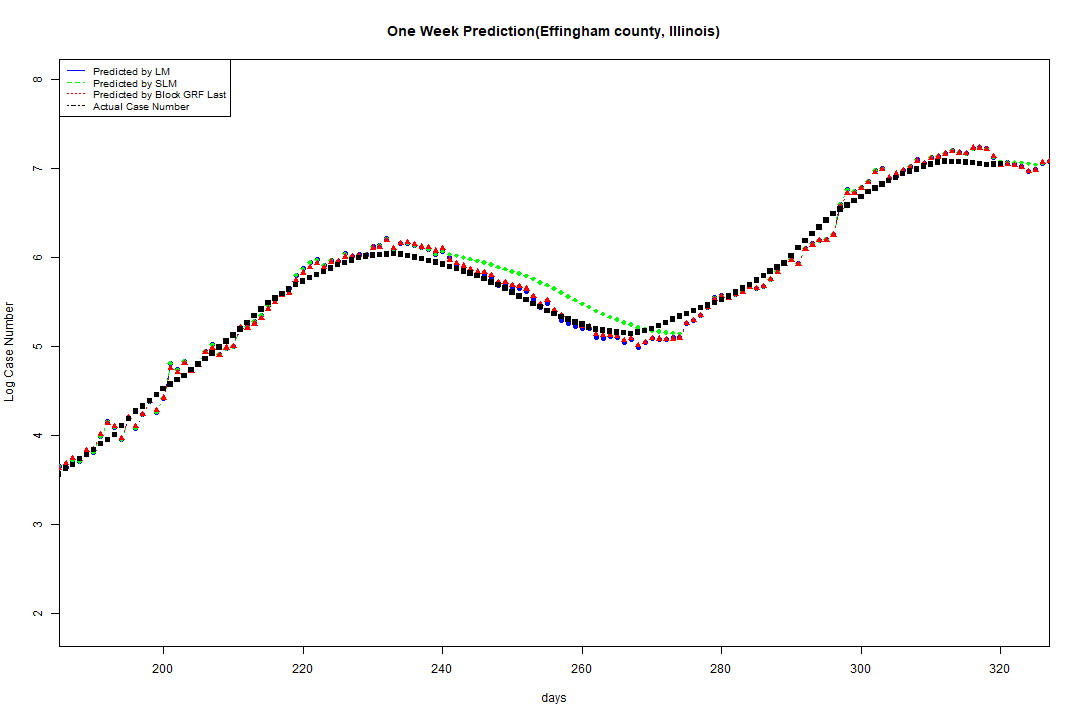 One Week Prediction(Effingham county, Illinois)
Predicted by LM
Predicted by SLM
Predicted by Block GRF Last
Actual Case Number
8
7
6
5
4
3
2
Log Case Number
200 220 240 260 280 300 320
days